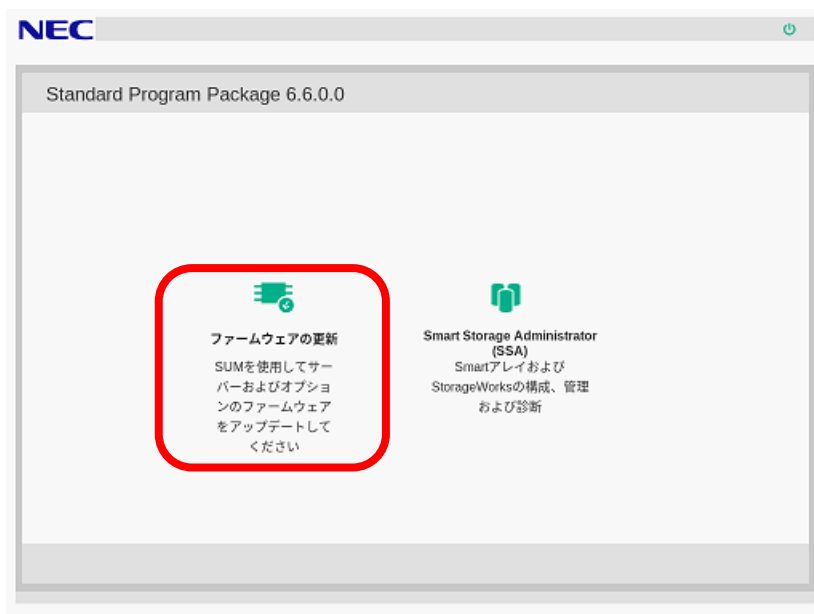 NEC
Standard Program Package 6.6.0.0
ファームウェアの更新
SUMを使用してサー
バーおよびオプショ
ンのファームウェア
をアップデートして
ください
Smart Storage Administrator
(SSA)
Smartアレイおよび
StorageWorksの構成、管理
および診断